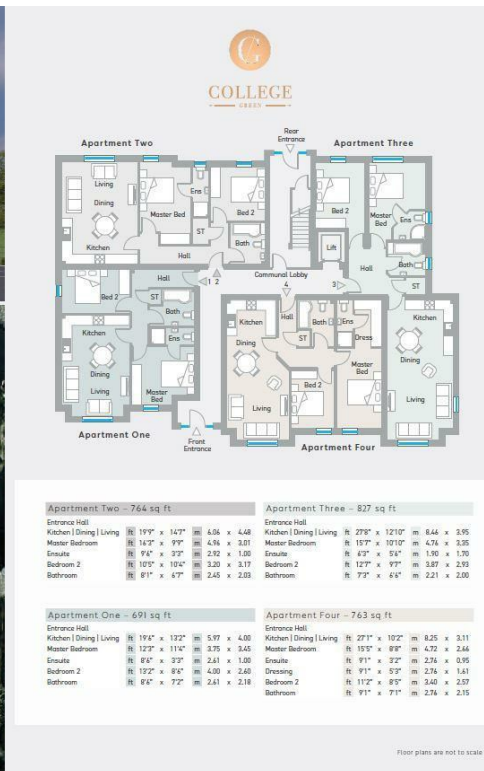 CG
COLLEGE
GREEN
Apartment Two
Rear
Entrance
Apartment Three
Living
Dining
Kitchen
Master Bed
Ens
ST
Bed 2
Bath
Hall
Bed 2
Master
Bed
Ens
Lift
Hall
Bath
ST
Communal Lobby
1 2
4
3
Hall
Bed 2
ST
Bath
Kitchen
Ens
Dining
Living
Master
Bed
Kitchen
Hall
Bath
Ens
Dining
ST
Dress
Master
Bed
Bed 2
Living
Kitchen
Dining
Living
Apartment One
Front
Entrance
Apartment Four
Apartment Two – 764 sq ft
Entrance Hall
Kitchen | Dining | Living ft 19'9" x 14'7" m 6.06 x 4.48
Master Bedroom ft 16'3" x 9'9" m 4.96 x 3.01
Ensuite ft 9'6" x 3'3" m 2.92 x 1.00
Bedroom 2 ft 10'5" x 10'4" m 3.20 x 3.17
Bathroom ft 8'1" x 6'7" m 2.45 x 2.03
Apartment Three – 827 sq ft
Entrance Hall
Kitchen | Dining | Living ft 27'8" x 12'10" m 8.46 x 3.95
Master Bedroom ft 15'7" x 10'10" m 4.76 x 3.35
Ensuite ft 6'3" x 5'6" m 1.90 x 1.70
Bedroom 2 ft 12'7" x 9'7" m 3.87 x 2.93
Bathroom ft 7'3" x 6'6" m 2.21 x 2.00
Apartment One – 691 sq ft
Entrance Hall
Kitchen | Dining | Living ft 19'6" x 13'2" m 5.97 x 4.00
Master Bedroom ft 12'3" x 11'4" m 3.75 x 3.45
Ensuite ft 8'6" x 3'3" m 2.61 x 1.00
Bedroom 2 ft 13'2" x 8'6" m 4.00 x 2.60
Bathroom ft 8'6" x 7'2" m 2.61 x 2.18
Apartment Four – 763 sq ft
Entrance Hall
Kitchen | Dining | Living ft 27'1" x 10'2" m 8.25 x 3.11
Master Bedroom ft 15'5" x 8'8" m 4.72 x 2.66
Ensuite ft 9'1" x 3'2" m 2.76 x 0.95
Dressing ft 9'1" x 5'3" m 2.76 x 1.61
Bedroom 2 ft 11'2" x 8'5" m 3.40 x 2.57
Bathroom ft 9'1" x 7'1" m 2.76 x 2.15
Floor plans are not to scale